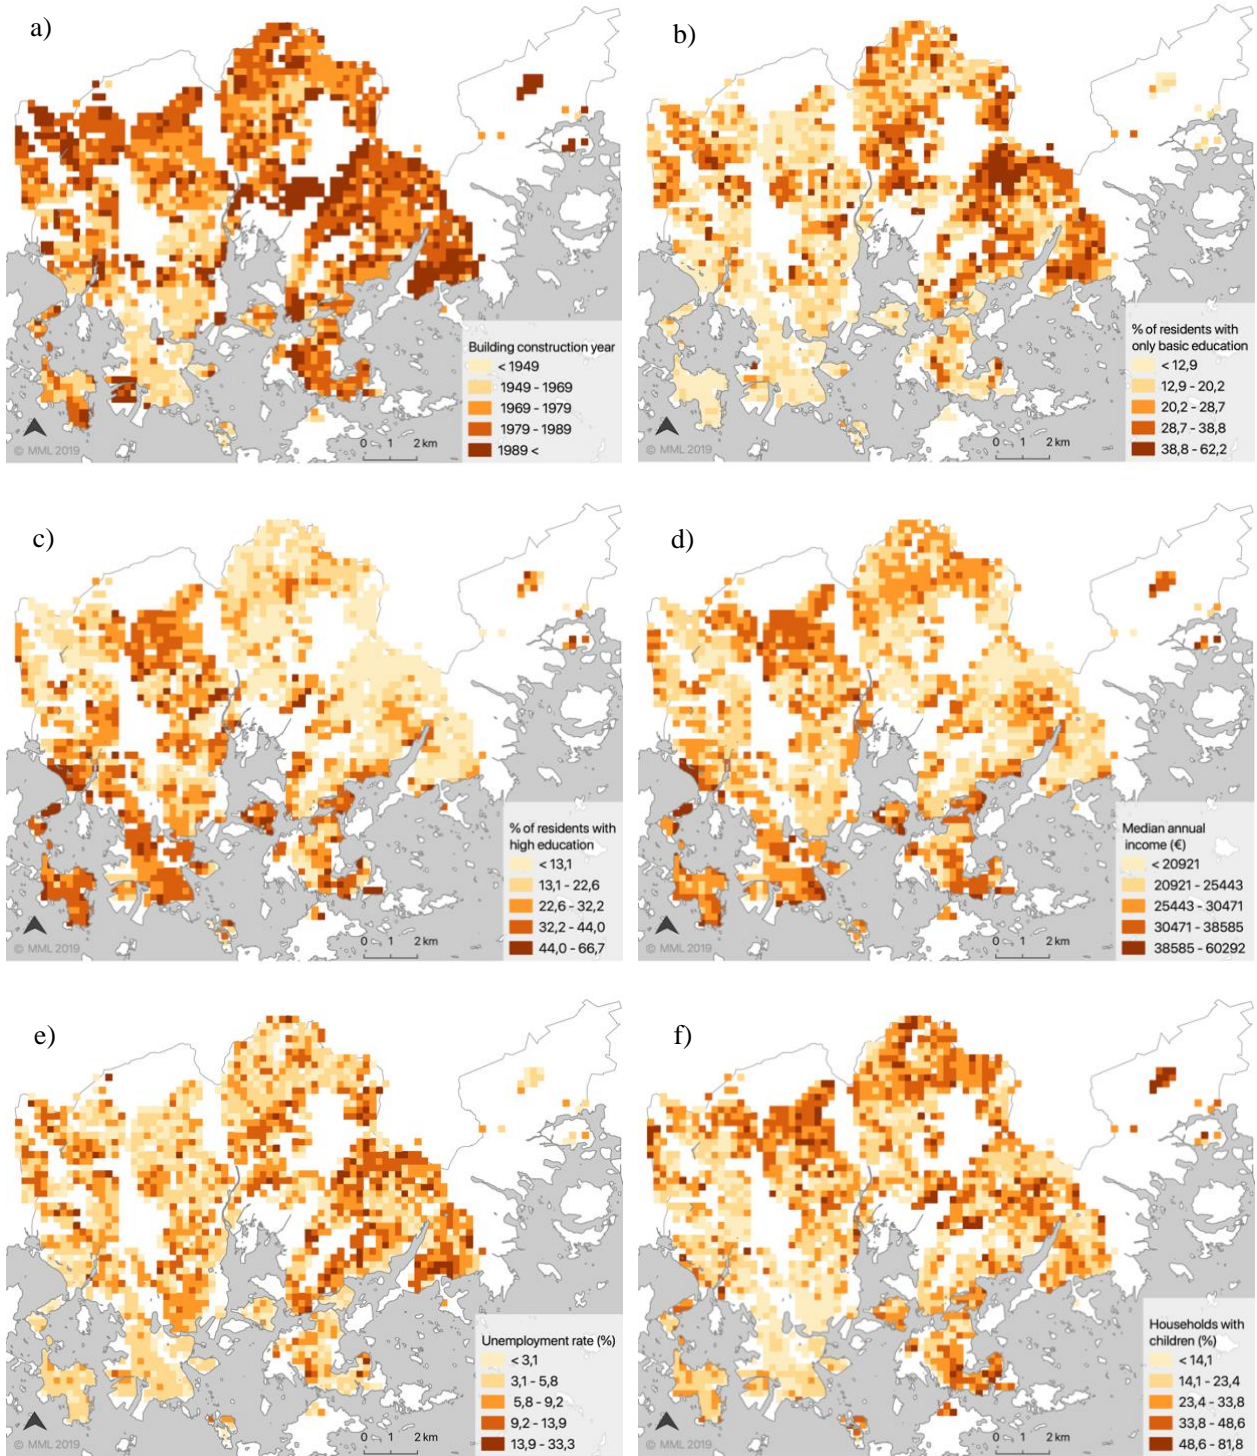 a)
Building construction year
< 1949
1949 - 1969
1969 - 1979
1979 - 1989
1989 <
0 1 2 km
© MML 2019
b)
% of residents with
only basic education
< 12,9
12,9 - 20,2
20,2 - 28,7
28,7 - 38,8
38,8 - 62,2
0 1 2 km
© MML 2019
c)
% of residents with
high education
< 13,1
13,1 - 22,6
22,6 - 32,2
32,2 - 44,0
44,0 - 66,7
0 1 2 km
© MML 2019
d)
Median annual
income (€)
< 20921
20921 - 25443
25443 - 30471
30471 - 38585
38585 - 60292
0 1 2 km
© MML 2019
e)
Unemployment rate (%)
< 3,1
3,1 - 5,8
5,8 - 9,2
9,2 - 13,9
13,9 - 33,3
0 1 2 km
© MML 2019
f)
Households with
children (%)
< 14,1
14,1 - 23,4
23,4 - 33,8
33,8 - 48,6
48,6 - 81,8
0 1 2 km
© MML 2019